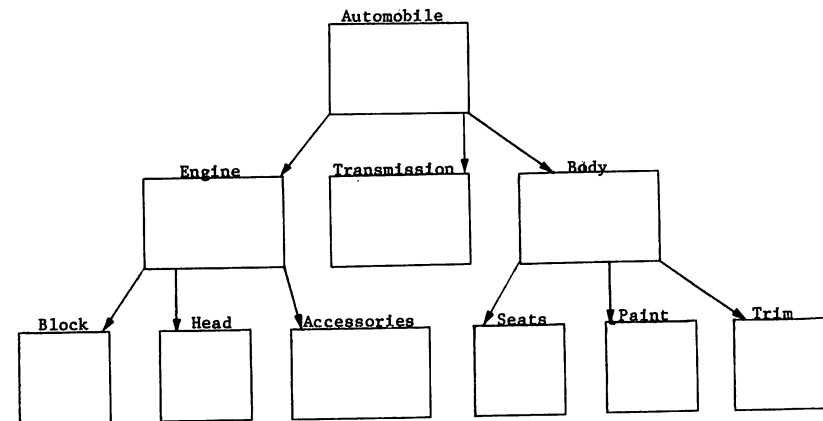 Automobile
Engine
Transmission
Body
Block
Head
Accessories
Seats
Paint
Trim